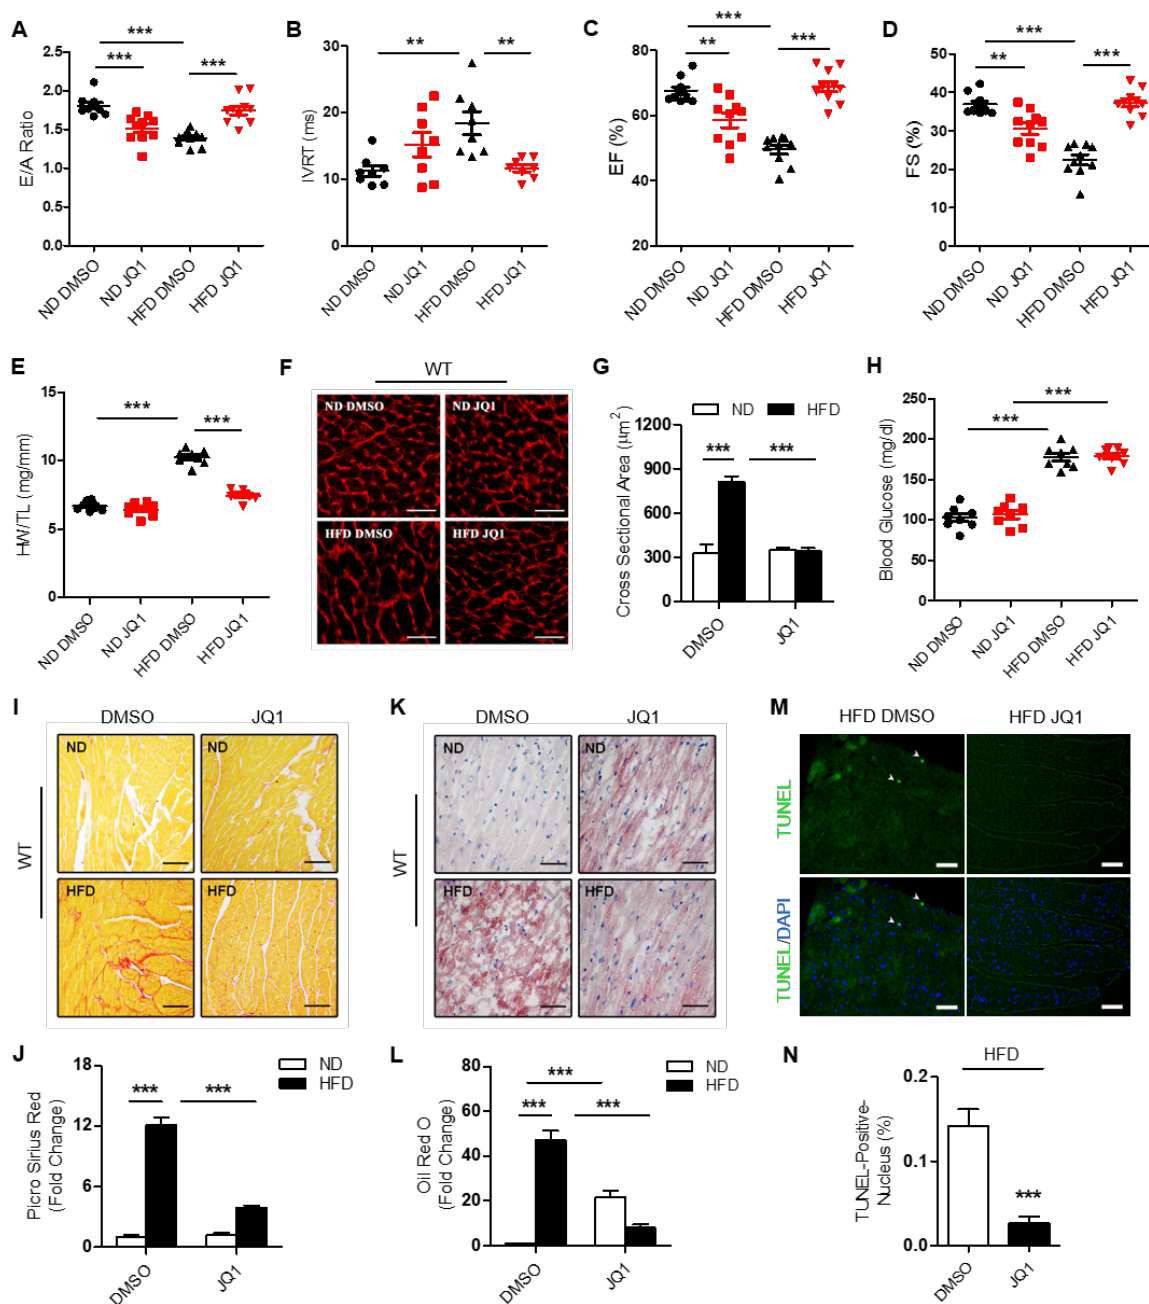 A
E/A Ratio
2.5
2.0
1.5
1.0
0.5
0.0
***
***
***
ND DMSO
ND JQ1
HFD DMSO
HFD JQ1
B
IVRT (ms)
30
20
10
0
**
**
ND DMSO
ND JQ1
HFD DMSO
HFD JQ1
C
EF (%)
80
60
40
20
***
**
***
ND DMSO
ND JQ1
HFD DMSO
HFD JQ1
D
FS (%)
50
40
30
20
10
0
***
**
***
ND DMSO
ND JQ1
HFD DMSO
HFD JQ1
E
HW/TL (mg/mm)
15
10
5
0
***
***
ND DMSO
ND JQ1
HFD DMSO
HFD JQ1
F
WT
ND DMSO
ND JQ1
HFD DMSO
HFD JQ1
G
ND
HFD
Cross Sectional Area (μm²)
1200
900
600
300
0
***
***
DMSO
JQ1
H
Blood Glucose (mg/dl)
250
200
150
100
50
0
***
***
ND DMSO
ND JQ1
HFD DMSO
HFD JQ1
I
DMSO
JQ1
WT
ND
ND
HFD
HFD
K
DMSO
JQ1
WT
ND
ND
HFD
HFD
M
HFD DMSO
HFD JQ1
TUNEL
TUNEL/DAPI
J
Picro Sirius Red
(Fold Change)
18
12
6
0
ND
HFD
***
***
DMSO
JQ1
L
Oil Red O
(Fold Change)
80
60
40
20
0
ND
HFD
***
***
***
DMSO
JQ1
N
HFD
TUNEL-Positive-
Nucleus (%)
0.2
0.1
0.0
***
DMSO
JQ1